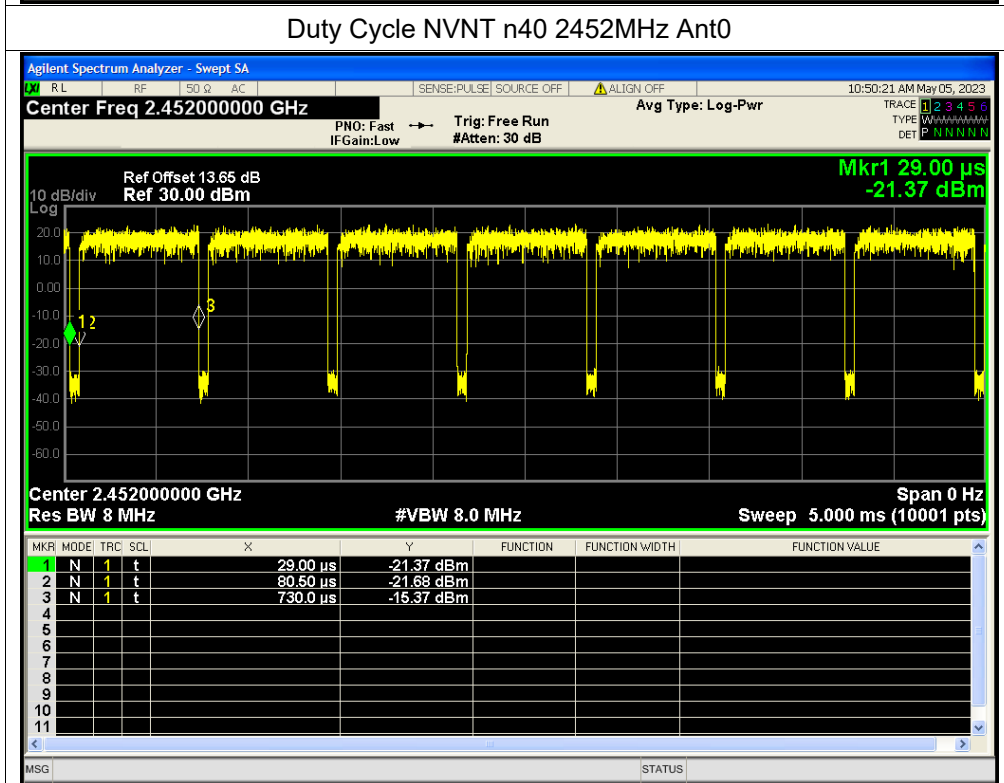 Duty Cycle NVNT n40 2452MHz Ant0
Agilent Spectrum Analyzer - Swept SA
LXI RL RF 50 Ω AC SENSE:PULSE SOURCE OFF ALIGN OFF 10:50:21 AM May 05, 2023
Center Freq 2.452000000 GHz
PNO: Fast
IFGain:Low
Trig: Free Run
#Atten: 30 dB
Avg Type: Log-Pwr
TRACE 1 2 3 4 5 6
TYPE W
DET P N N N N N
Mkr1 29.00 µs
-21.37 dBm
Ref Offset 13.65 dB
10 dB/div Ref 30.00 dBm
Log
20.0
10.0
0.00
-10.0
-20.0
-30.0
-40.0
-50.0
-60.0
1 2
3
Center 2.452000000 GHz Span 0 Hz
Res BW 8 MHz #VBW 8.0 MHz Sweep 5.000 ms (10001 pts)
MKR MODE TRC SCL X Y FUNCTION FUNCTION WIDTH FUNCTION VALUE
1 N 1 t 29.00 µs -21.37 dBm
2 N 1 t 80.50 µs -21.68 dBm
3 N 1 t 730.0 µs -15.37 dBm
4
5
6
7
8
9
10
11
MSG STATUS